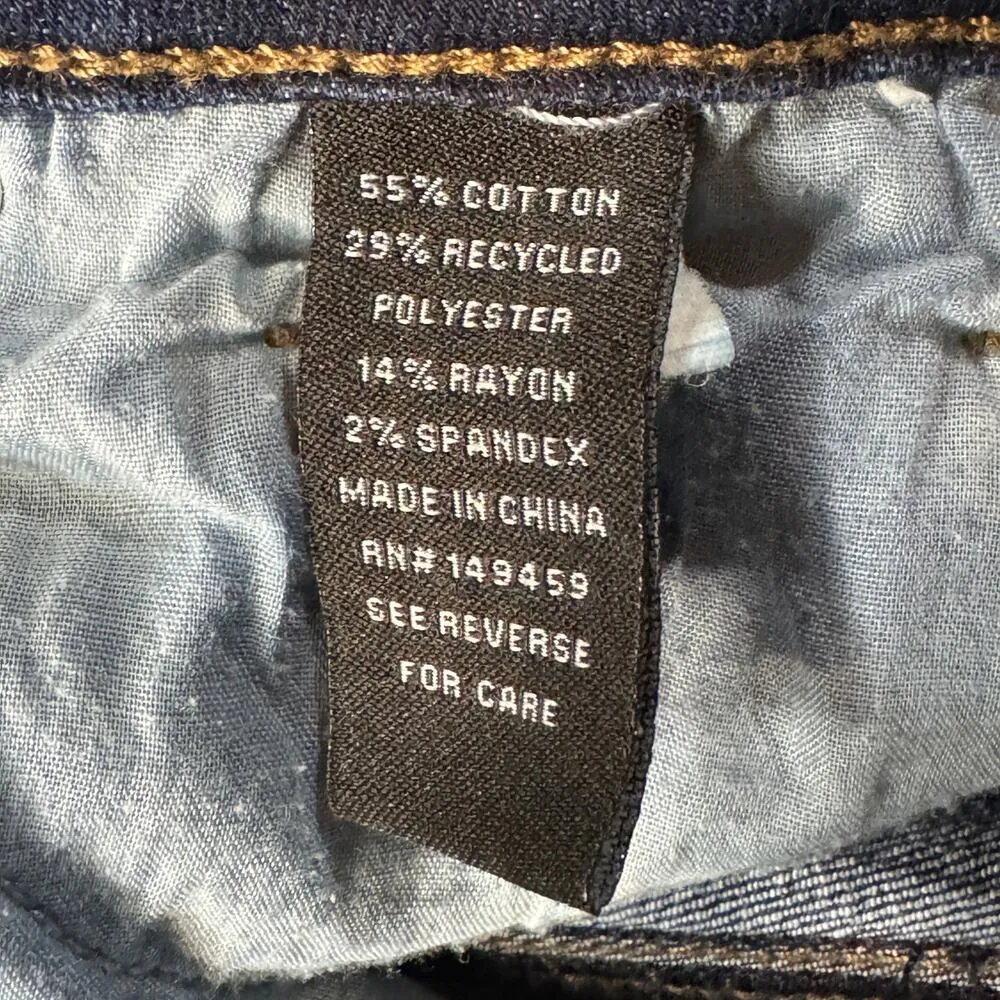 55% COTTON
29% RECYCLED
POLYESTER
14% RAYON
2% SPANDEX
MADE IN CHINA
RN# 149459
SEE REVERSE
FOR CARE